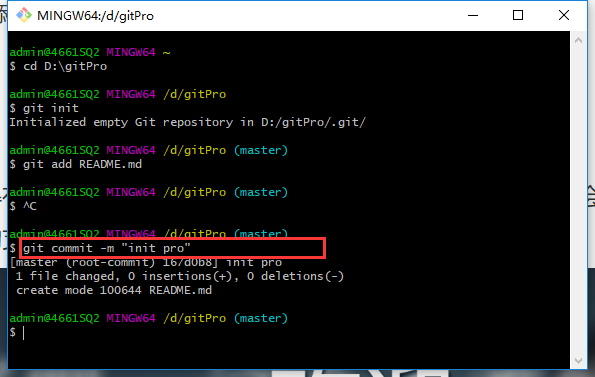 MINGW64:/d/gitPro
admin@4661SQ2 MINGW64 ~
$ cd D:\gitPro
admin@4661SQ2 MINGW64 /d/gitPro
$ git init
Initialized empty Git repository in D:/gitPro/.git/
admin@4661SQ2 MINGW64 /d/gitPro (master)
$ git add README.md
admin@4661SQ2 MINGW64 /d/gitPro (master)
$ ^C
admin@4661SQ2 MINGW64 /d/gitPro (master)
$ git commit -m "init pro"
[master (root-commit) 167d0b8] init pro
1 file changed, 0 insertions(+), 0 deletions(-)
create mode 100644 README.md
admin@4661SQ2 MINGW64 /d/gitPro (master)
$